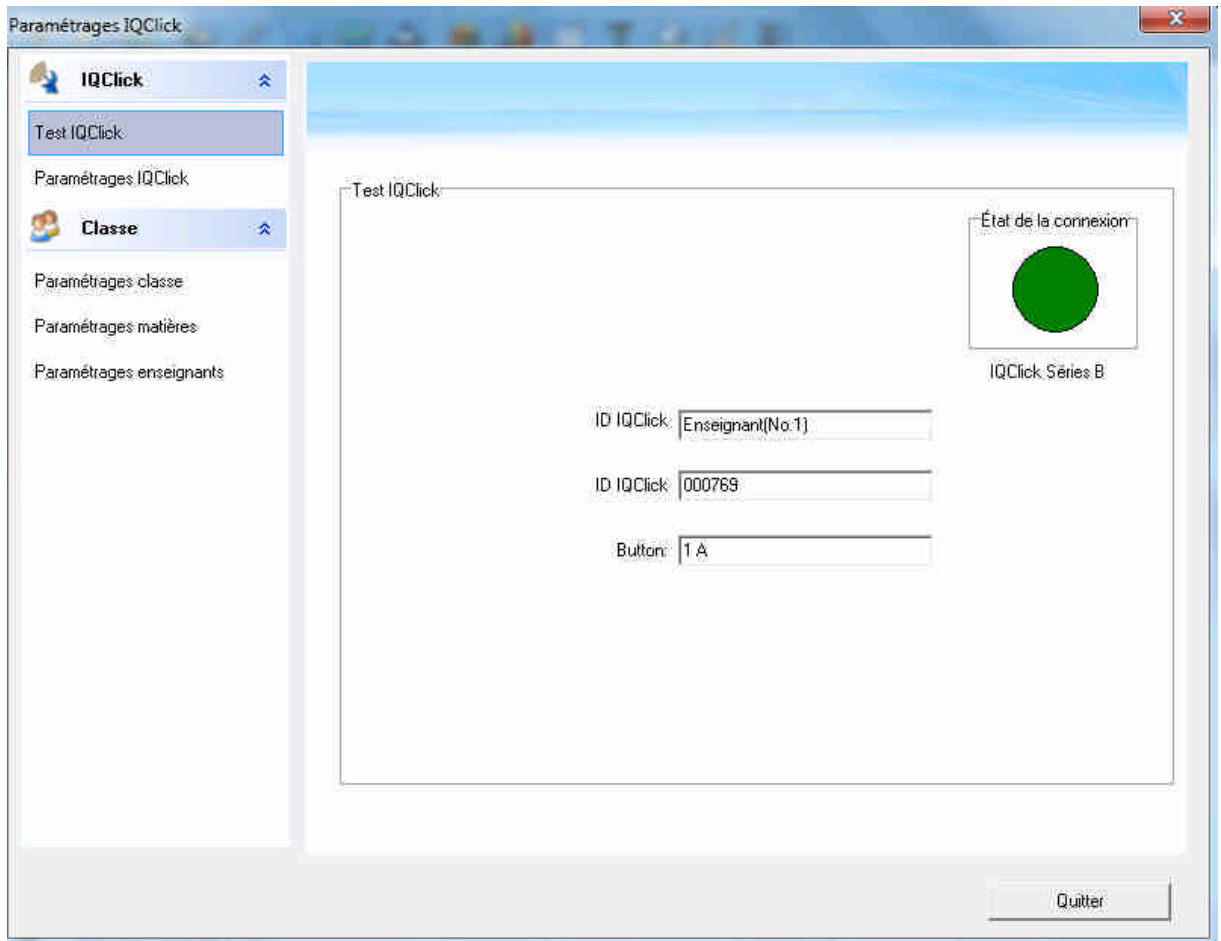 Paramétrages IQClick
IQClick
Test IQClick
Paramétrages IQClick
Classe
Paramétrages classe
Paramétrages matières
Paramétrages enseignants
Test IQClick
État de la connexion
IQClick Séries B
ID IQClick Enseignant(No.1)
ID IQClick 000769
Button: 1 A
Quitter